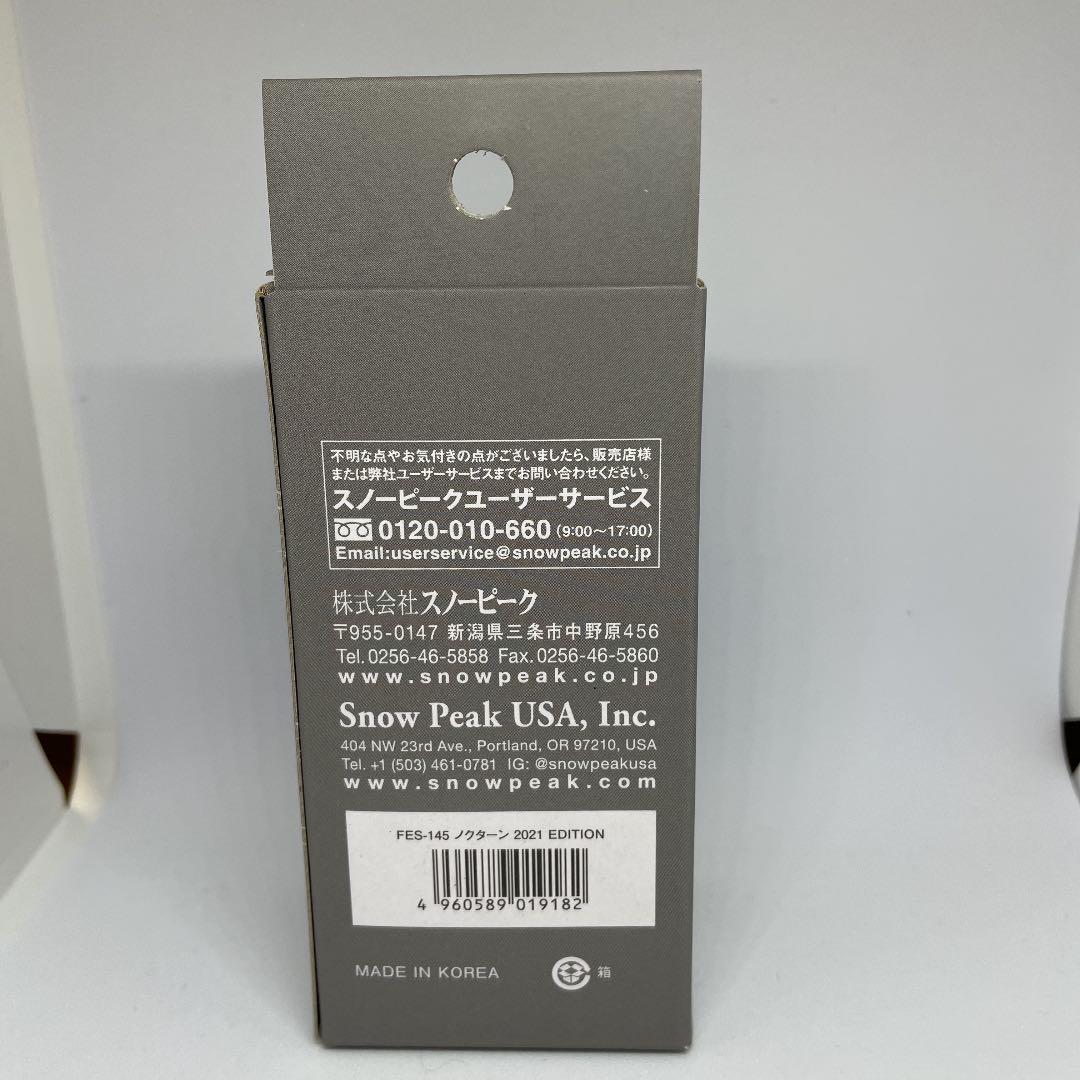 不明な点やお気付きの点がございましたら、販売店様
または弊社ユーザーサービスまでお問い合わせください。
スノーピークユーザーサービス
0120-010-660 (9:00〜17:00)
Email:userservice@snowpeak.co.jp
株式会社スノーピーク
〒955-0147 新潟県三条市中野原456
Tel.0256-46-5858 Fax.0256-46-5860
www.snowpeak.co.jp
Snow Peak USA, Inc.
404 NW 23rd Ave., Portland, OR 97210, USA
Tel. +1 (503) 461-0781 IG: @snowpeakusa
www.snowpeak.com
FES-145 ノクターン 2021 EDITION
4 960589 019182
MADE IN KOREA 箱